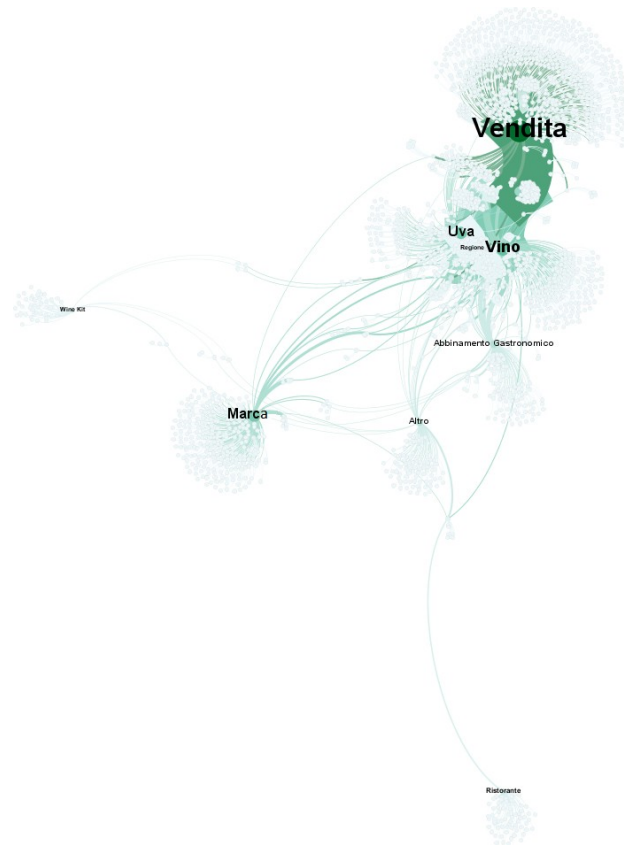 Vendita
Uva
Regione Vino
Wine Kit
Abbinamento Gastronomico
Marca
Altro
Ristorante